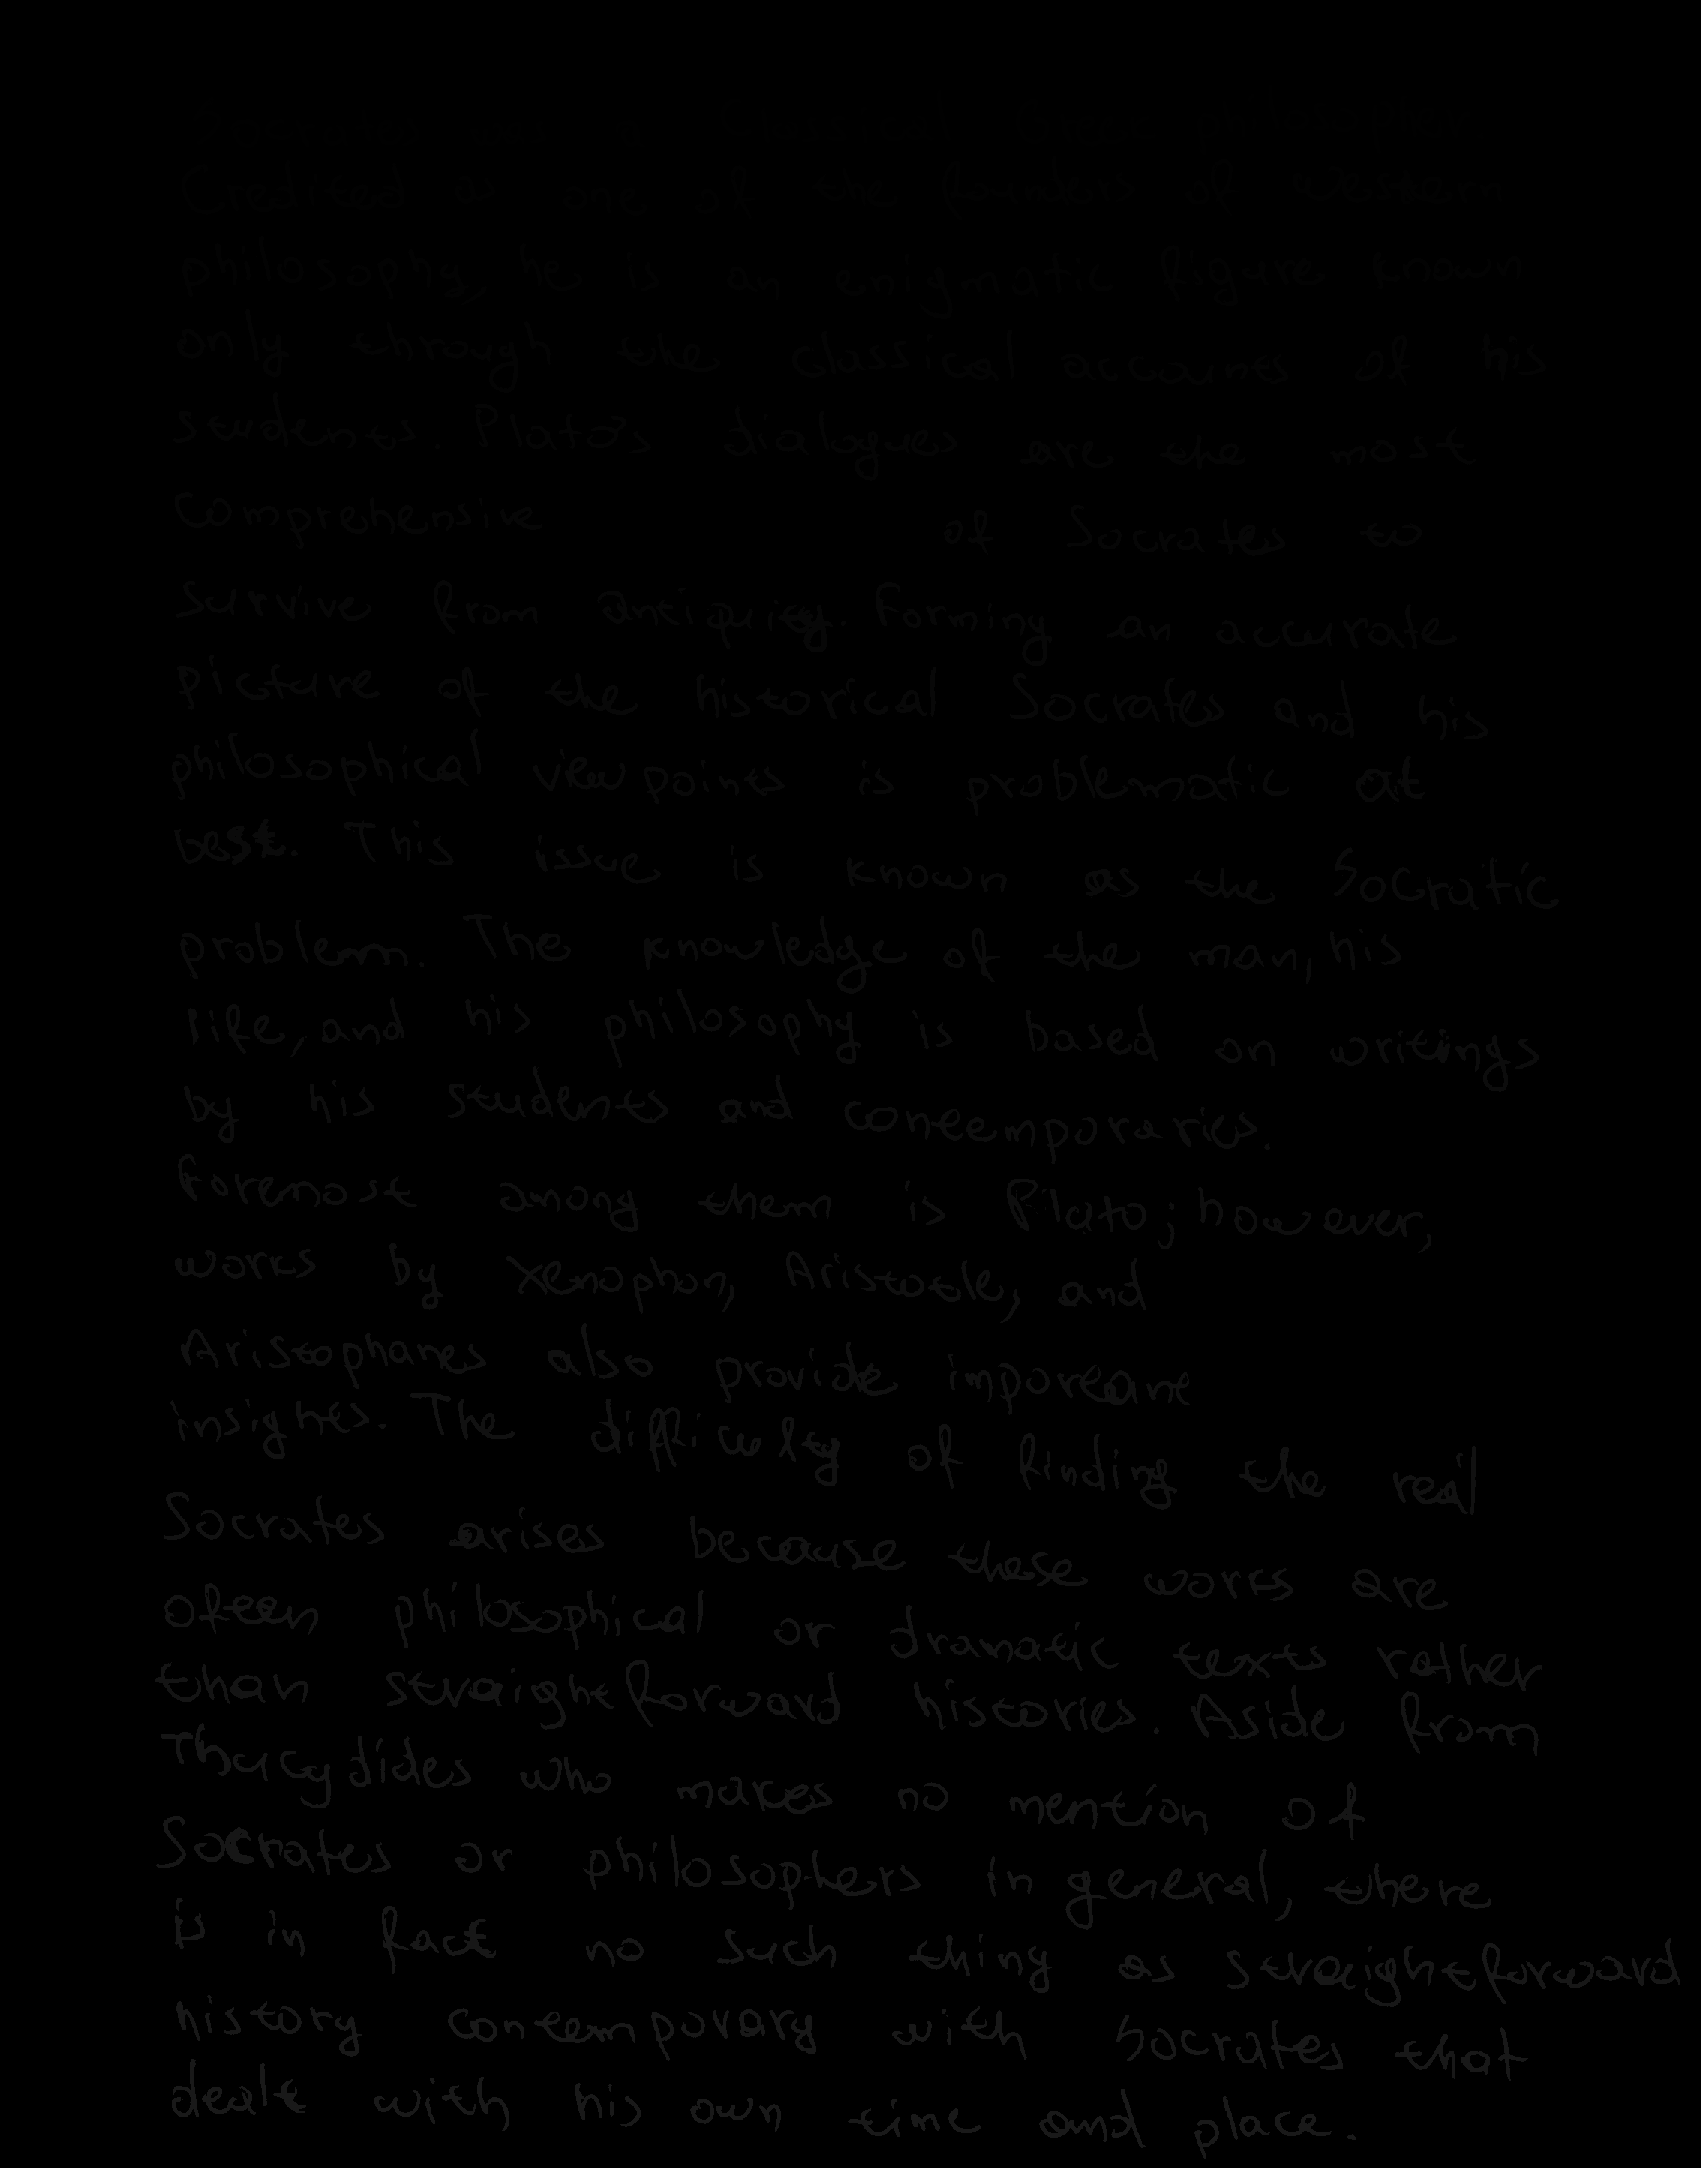 Credited as one of the founders of western
philosophy, he is an enigmatic figure known
only through the classical accounts of his
students. Plato's dialogues are the most
comprehensive of Socrates to
survive from antiquity. Forming an accurate
picture of the historical Socrates and his
philosophical viewpoints is problematic at
best. This issue is known as the Socratic
problem. The knowledge of the man, his
life, and his philosophy is based on writings
by his students and contemporaries.
Foremost among them is Plato; however,
works by Xenophon, Aristotle, and
Aristophanes also provide important
insights. The difficulty of finding the real
Socrates arises because these works are
often philosophical or dramatic texts rather
than straightforward histories. Aside from
Thucydides who makes no mention of
Socrates or philosophers in general, there
is in fact no such thing as straightforward
history contemporary with Socrates that
dealt with his own time and place.